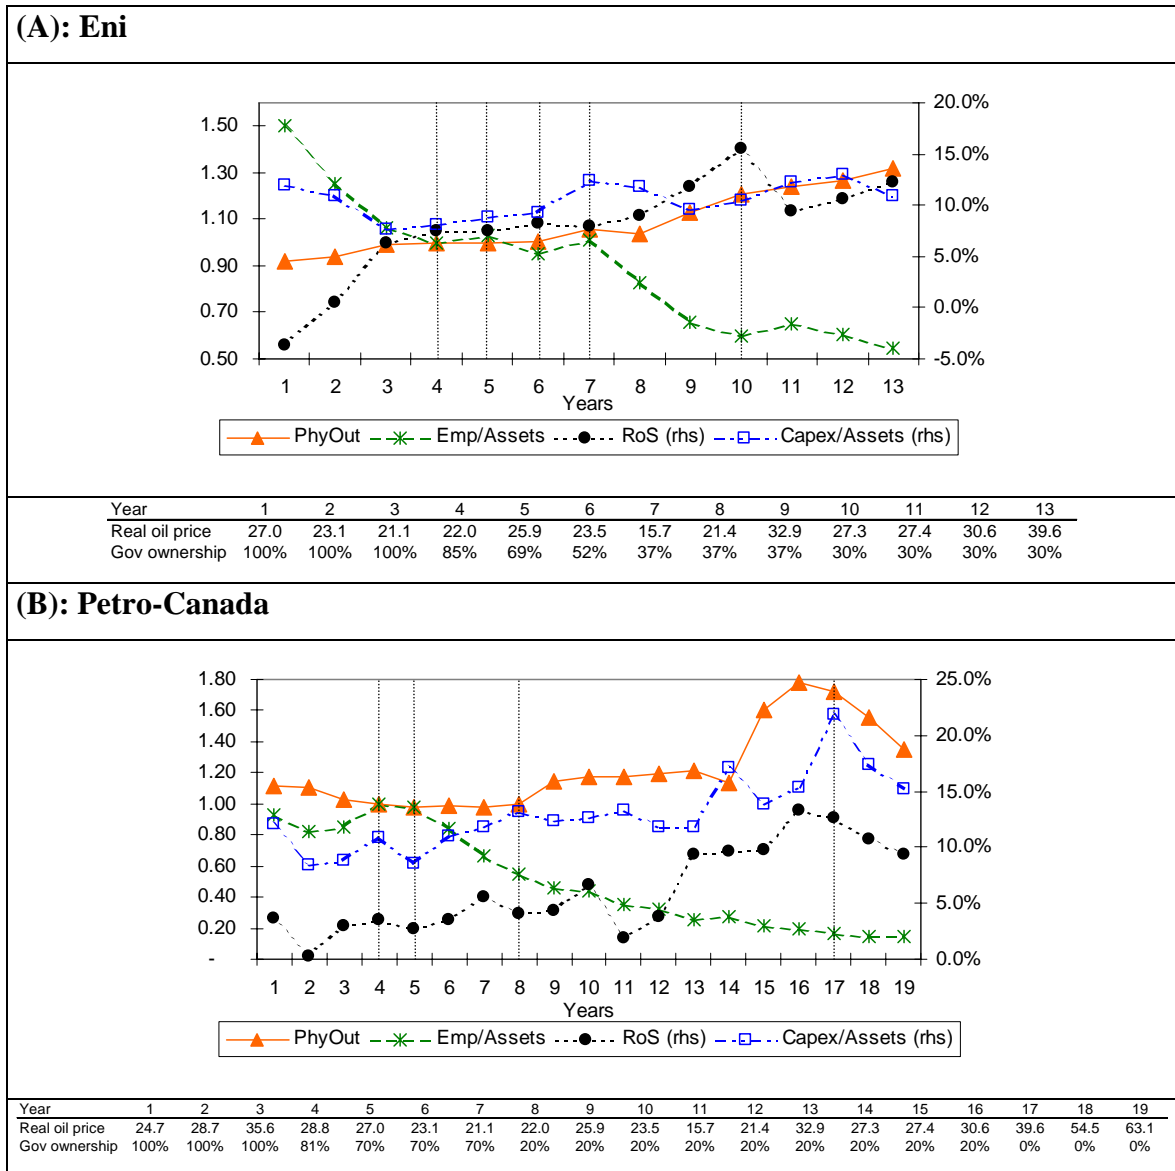 (A): Eni
20.0%
1.50
15.0%
1.30
10.0%
1.10
5.0%
0.90
0.70
0.0%
0.50
-5.0%
1 2 3 4 5 6 7 8 9 10 11 12 13
Years
PhyOut Emp/Assets RoS (rhs) Capex/Assets (rhs)
Year 1 2 3 4 5 6 7 8 9 10 11 12 13
Real oil price 27.0 23.1 21.1 22.0 25.9 23.5 15.7 21.4 32.9 27.3 27.4 30.6 39.6
Gov ownership 100% 100% 100% 85% 69% 52% 37% 37% 37% 30% 30% 30% 30%
(B): Petro-Canada
1.80 25.0%
1.60
20.0%
1.40
1.20
15.0%
1.00
0.80
10.0%
0.60
0.40
5.0%
0.20
- 0.0%
1 2 3 4 5 6 7 8 9 10 11 12 13 14 15 16 17 18 19
Years
PhyOut Emp/Assets RoS (rhs) Capex/Assets (rhs)
Year 1 2 3 4 5 6 7 8 9 10 11 12 13 14 15 16 17 18 19
Real oil price 24.7 28.7 35.6 28.8 27.0 23.1 21.1 22.0 25.9 23.5 15.7 21.4 32.9 27.3 27.4 30.6 39.6 54.5 63.1
Gov ownership 100% 100% 100% 81% 70% 70% 70% 20% 20% 20% 20% 20% 20% 20% 20% 20% 0% 0% 0%